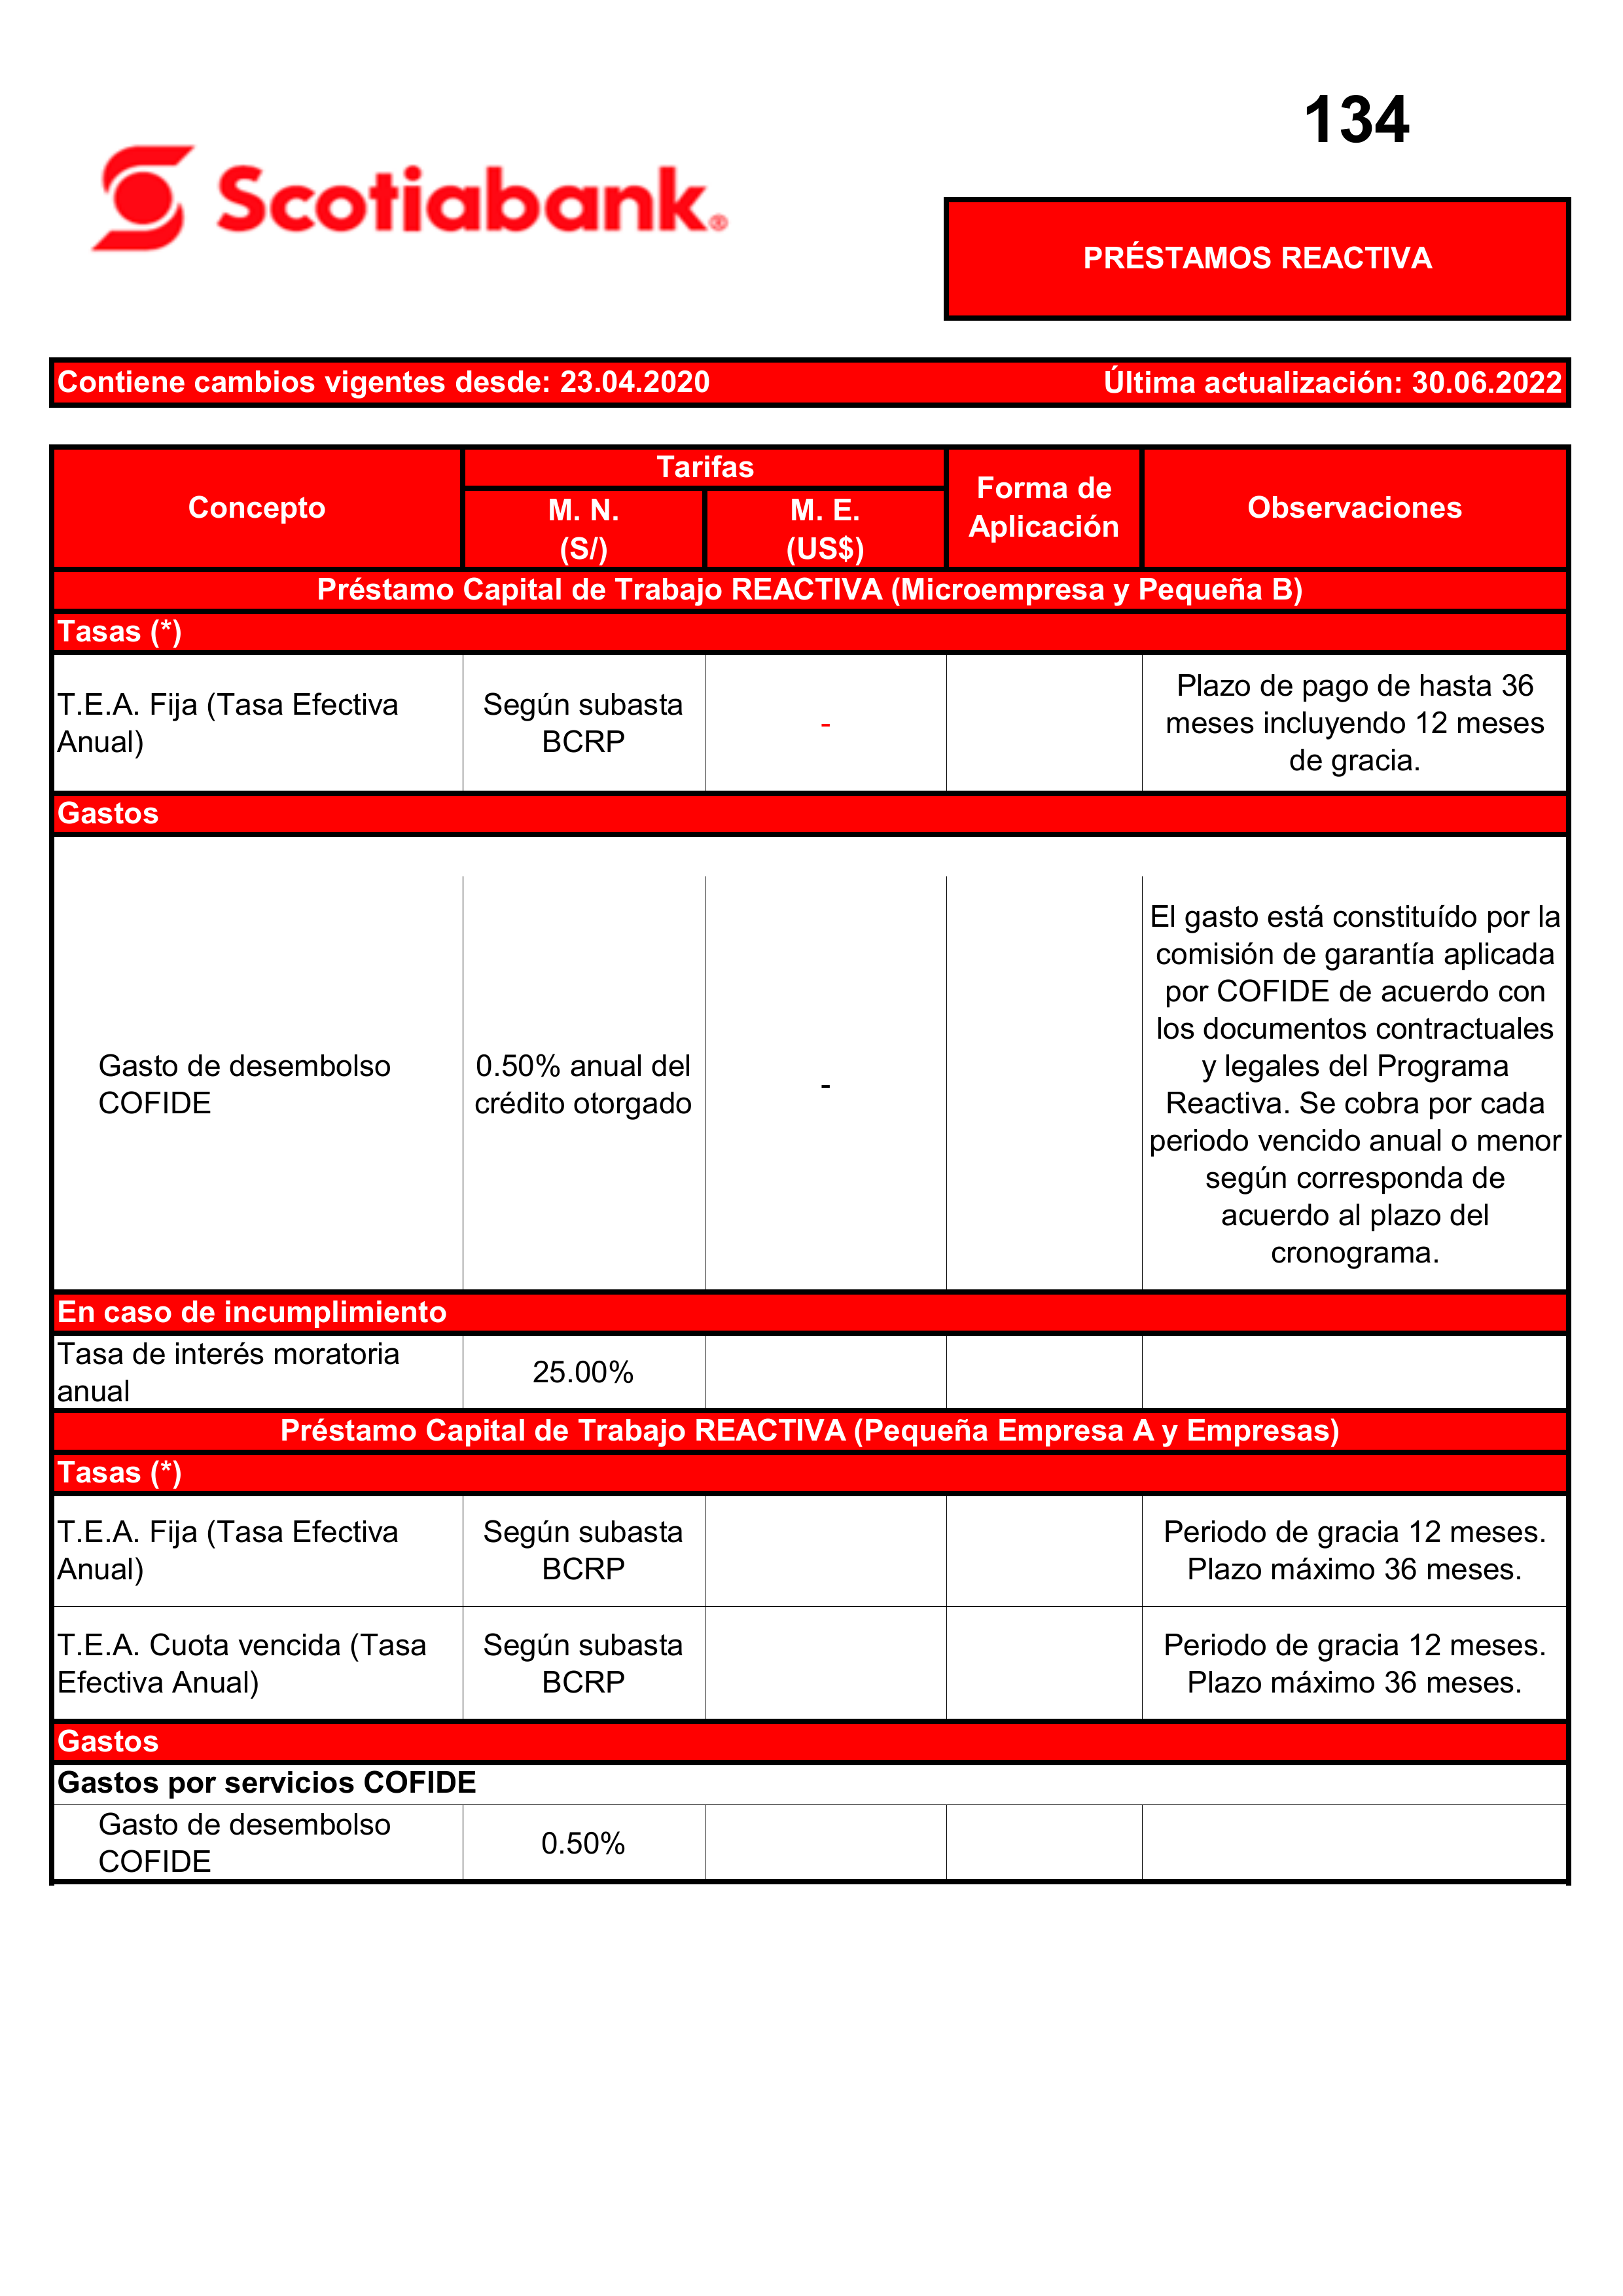 134
Scotiabank®
PRÉSTAMOS REACTIVA
Contiene cambios vigentes desde: 23.04.2020
Última actualización: 30.06.2022
Concepto
Tarifas
M. N.
(S/)
M. E.
(US$)
Forma de
Aplicación
Observaciones
Préstamo Capital de Trabajo REACTIVA (Microempresa y Pequeña B)
Tasas (*)
T.E.A. Fija (Tasa Efectiva
Anual)
Según subasta
BCRP
-
Plazo de pago de hasta 36
meses incluyendo 12 meses
de gracia.
Gastos
Gasto de desembolso
COFIDE
0.50% anual del
crédito otorgado
-
El gasto está constituído por la
comisión de garantía aplicada
por COFIDE de acuerdo con
los documentos contractuales
y legales del Programa
Reactiva. Se cobra por cada
periodo vencido anual o menor
según corresponda de
acuerdo al plazo del
cronograma.
En caso de incumplimiento
Tasa de interés moratoria
anual
25.00%
Préstamo Capital de Trabajo REACTIVA (Pequeña Empresa A y Empresas)
Tasas (*)
T.E.A. Fija (Tasa Efectiva
Anual)
Según subasta
BCRP
Periodo de gracia 12 meses.
Plazo máximo 36 meses.
T.E.A. Cuota vencida (Tasa
Efectiva Anual)
Según subasta
BCRP
Periodo de gracia 12 meses.
Plazo máximo 36 meses.
Gastos
Gastos por servicios COFIDE
Gasto de desembolso
COFIDE
0.50%